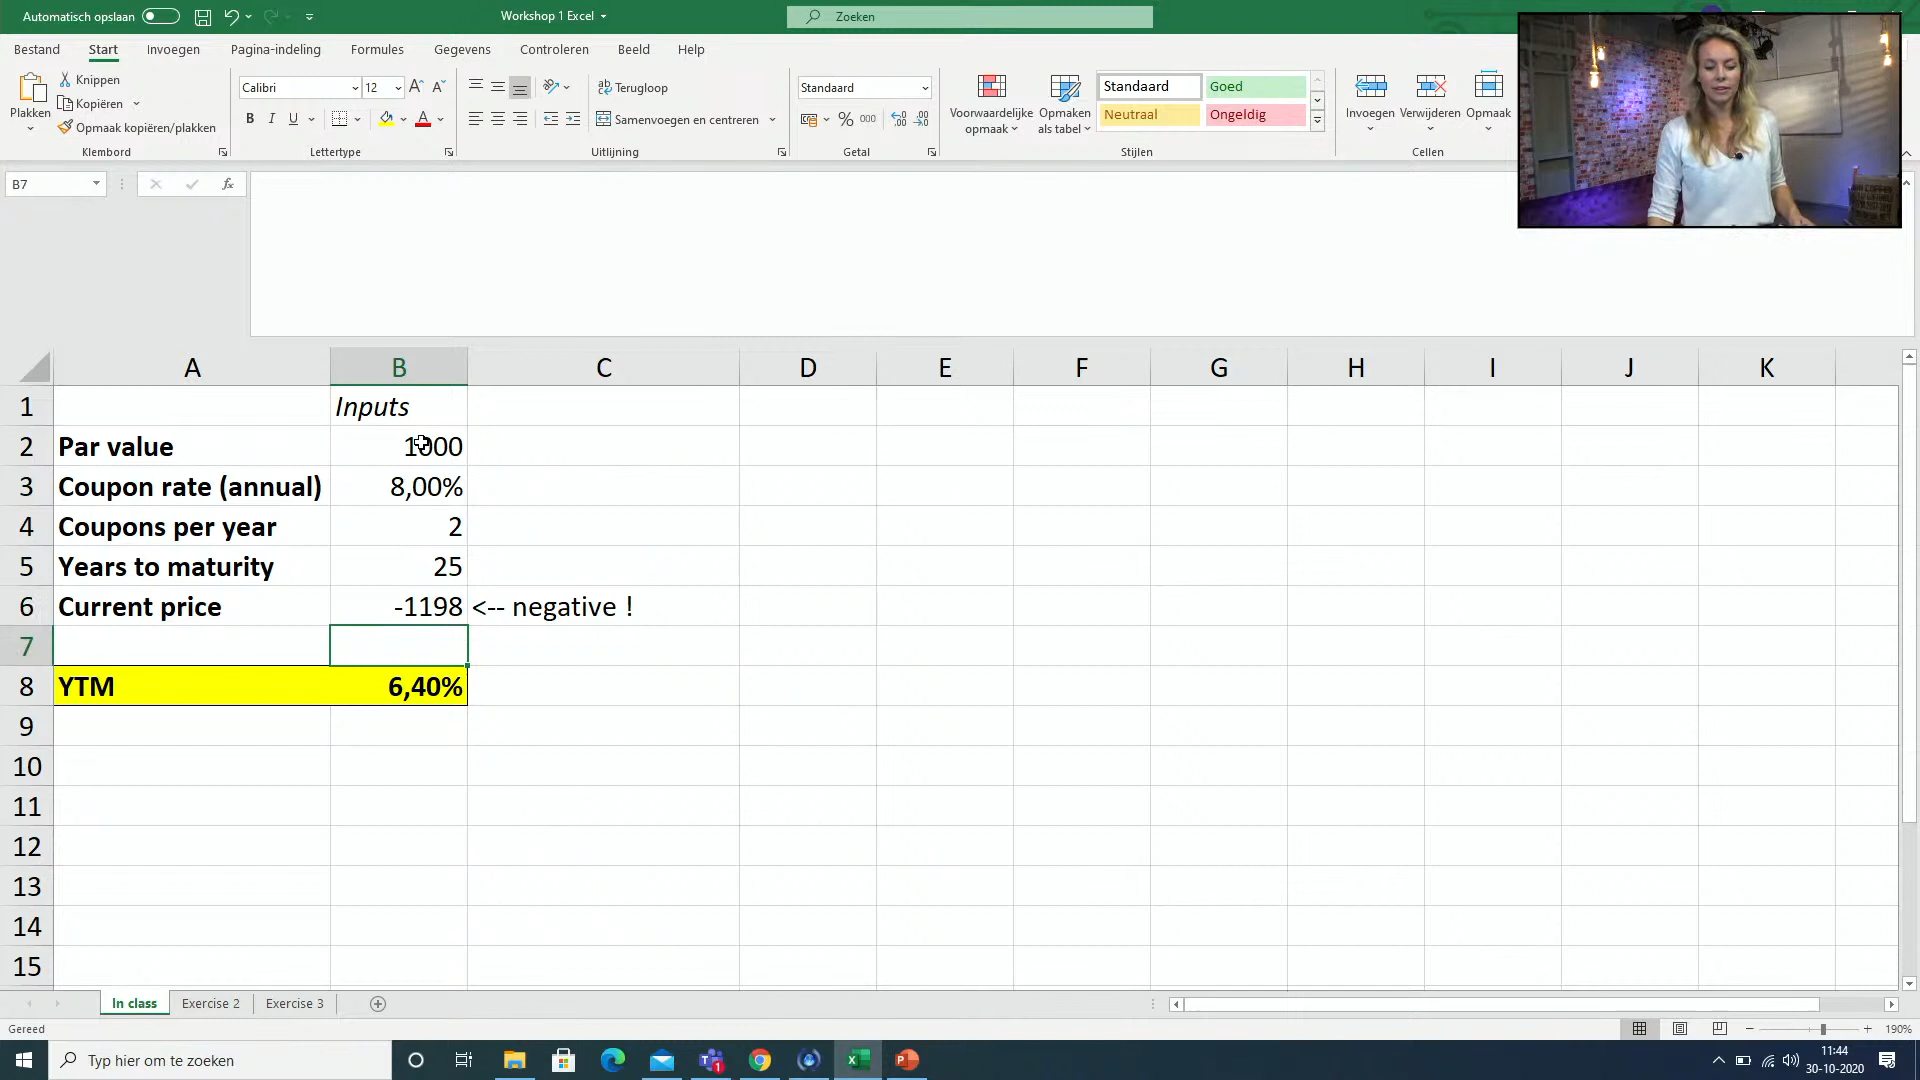 Automatisch opslaan
Workshop 1 Excel
Zoeken
Bestand Start Invoegen Pagina-indeling Formules Gegevens Controleren Beeld Help
Plakken
Knippen
Kopiëren
Opmaak kopiëren/plakken
Klembord
Calibri 12
Lettertype
Terugloop
Samenvoegen en centreren
Uitlijning
Standaard
% 000
Getal
Voorwaardelijke opmaak
Opmaken als tabel
Standaard Goed
Neutraal Ongeldig
Stijlen
Invoegen Verwijderen Opmaak
Cellen
B7 fx
A B C D E F G H I J K
1 Inputs
2 Par value 1000
3 Coupon rate (annual) 8,00%
4 Coupons per year 2
5 Years to maturity 25
6 Current price -1198 <-- negative !
7
8 YTM 6,40%
9
10
11
12
13
14
15
In class Exercise 2 Exercise 3
Gereed 190%
Typ hier om te zoeken
11:44
30-10-2020